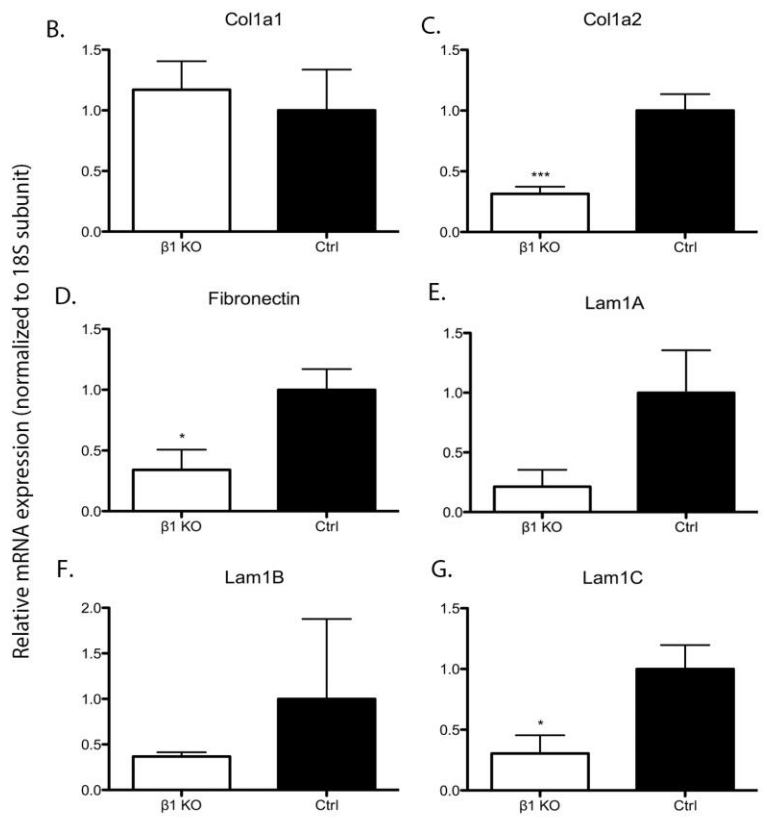 Relative mRNA expression (normalized to 18S subunit)
B.
Col1a1
1.5
1.0
0.5
0.0
β1 KO
Ctrl
C.
Col1a2
1.5
1.0
0.5
0.0
***
β1 KO
Ctrl
D.
Fibronectin
1.5
1.0
0.5
0.0
*
β1 KO
Ctrl
E.
Lam1A
1.5
1.0
0.5
0.0
β1 KO
Ctrl
F.
Lam1B
2.0
1.5
1.0
0.5
0.0
β1 KO
Ctrl
G.
Lam1C
1.5
1.0
0.5
0.0
*
β1 KO
Ctrl